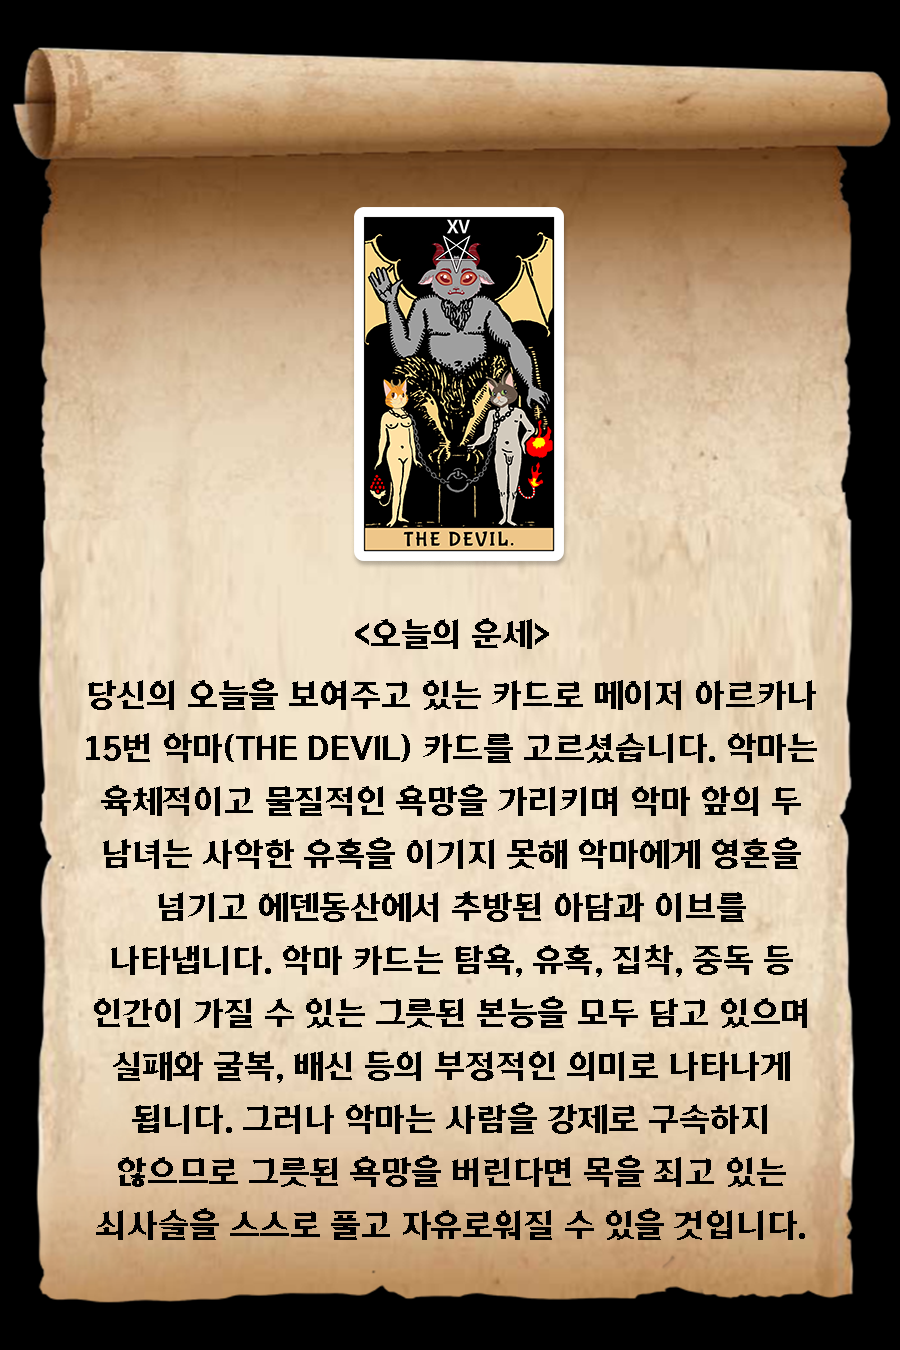 XV
THE DEVIL.
<오늘의 운세>
당신의 오늘을 보여주고 있는 카드로 메이저 아르카나
15번 악마(THE DEVIL) 카드를 고르셨습니다. 악마는
육체적이고 물질적인 욕망을 가리키며 악마 앞의 두
남녀는 사악한 유혹을 이기지 못해 악마에게 영혼을
넘기고 에덴동산에서 추방된 아담과 이브를
나타냅니다. 악마 카드는 탐욕, 유혹, 집착, 중독 등
인간이 가질 수 있는 그릇된 본능을 모두 담고 있으며
실패와 굴복, 배신 등의 부정적인 의미로 나타나게
됩니다. 그러나 악마는 사람을 강제로 구속하지
않으므로 그릇된 욕망을 버린다면 목을 죄고 있는
쇠사슬을 스스로 풀고 자유로워질 수 있을 것입니다.